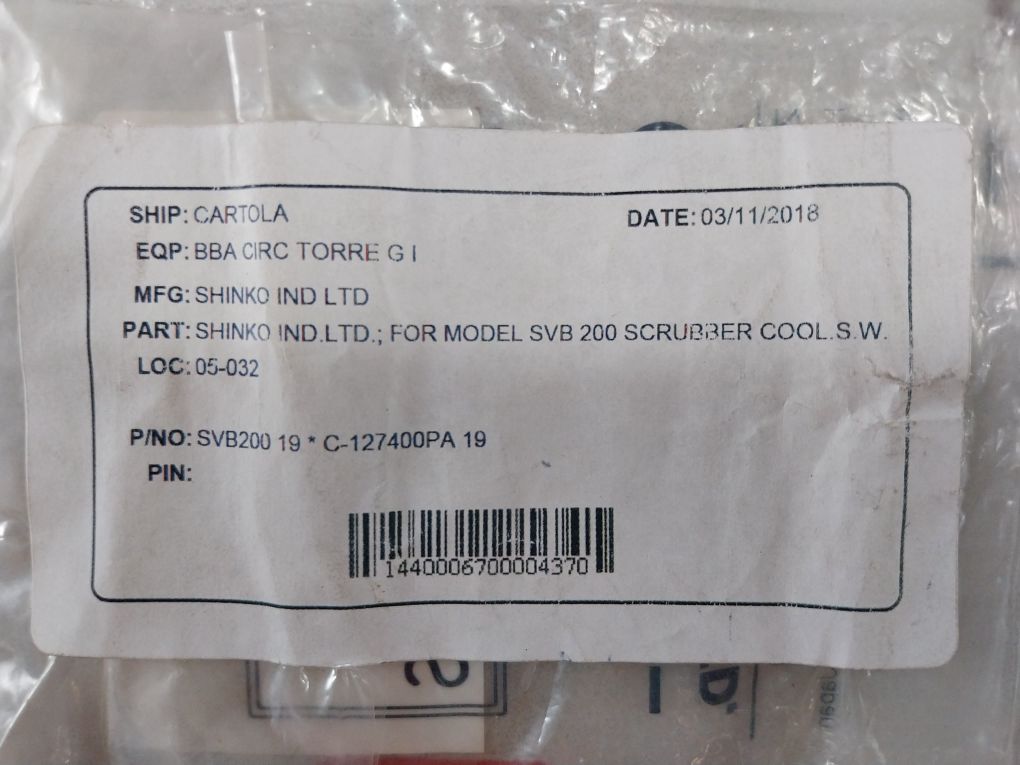 SHIP: CARTOLA DATE: 03/11/2018
EQP: BBA CIRC TORRE G I
MFG: SHINKO IND LTD
PART: SHINKO IND.LTD.; FOR MODEL SVB 200 SCRUBBER COOL.S.W.
LOC: 05-032
P/NO: SVB200 19 * C-127400PA 19
PIN:
1440006700004370